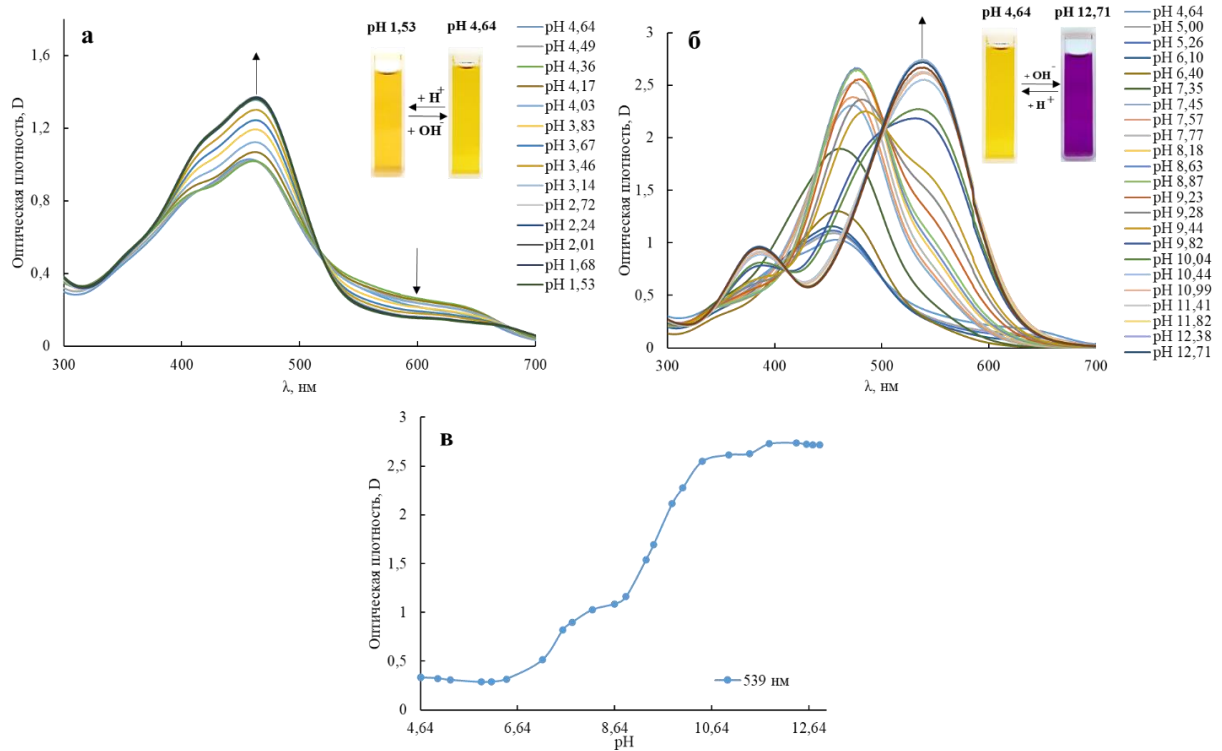 а
pH 1,53
pH 4,64
+ H⁺
+ OH⁻
Оптическая плотность, D
1,6
1,2
0,8
0,4
0
300
400
500
600
700
λ, нм
pH 4,64
pH 4,49
pH 4,36
pH 4,17
pH 4,03
pH 3,83
pH 3,67
pH 3,46
pH 3,14
pH 2,72
pH 2,24
pH 2,01
pH 1,68
pH 1,53
б
pH 4,64
pH 12,71
+ OH⁻
+ H⁺
Оптическая плотность, D
3
2,5
2
1,5
1
0,5
0
300
400
500
600
700
λ, нм
pH 4,64
pH 5,00
pH 5,26
pH 6,10
pH 6,40
pH 7,35
pH 7,45
pH 7,57
pH 7,77
pH 8,18
pH 8,63
pH 8,87
pH 9,23
pH 9,28
pH 9,44
pH 9,82
pH 10,04
pH 10,44
pH 10,99
pH 11,41
pH 11,82
pH 12,38
pH 12,71
в
Оптическая плотность, D
3
2,5
2
1,5
1
0,5
0
4,64
6,64
8,64
10,64
12,64
pH
539 нм